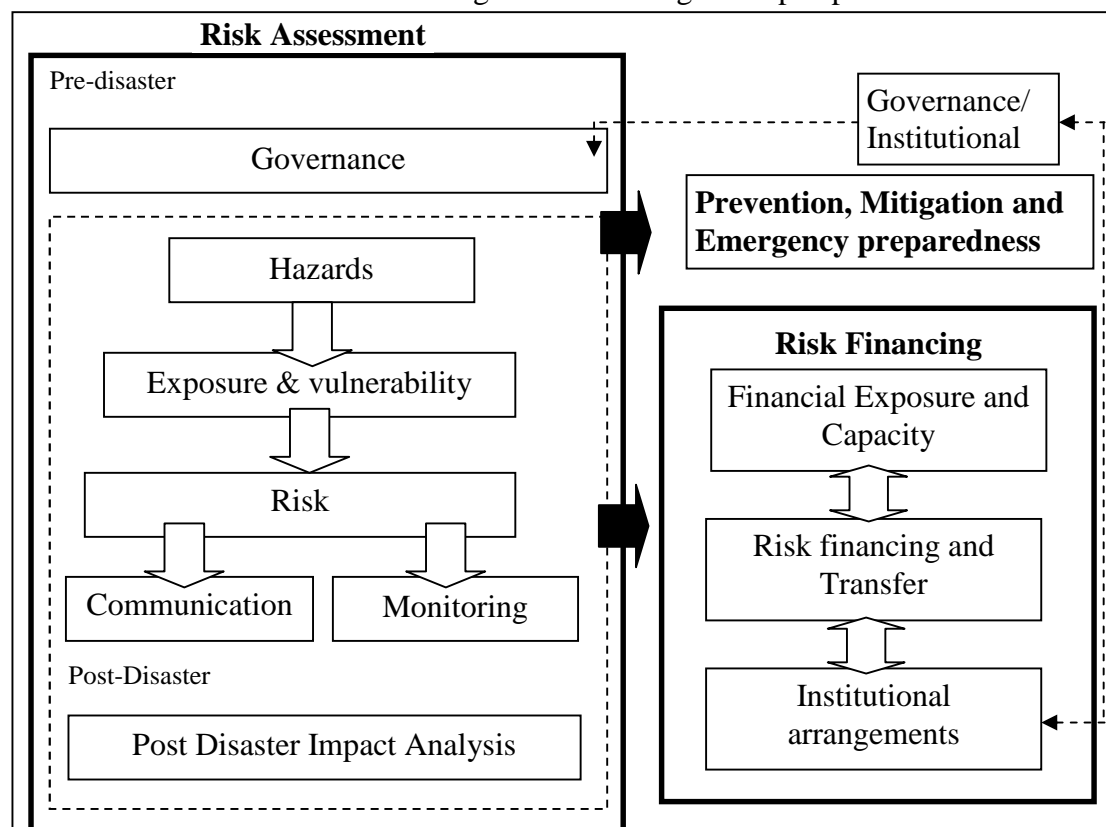 Risk Assessment
Pre-disaster
Governance
Hazards
Exposure & vulnerability
Risk
Communication
Monitoring
Post-Disaster
Post Disaster Impact Analysis
Governance/
Institutional
Prevention, Mitigation and
Emergency preparedness
Risk Financing
Financial Exposure and
Capacity
Risk financing and
Transfer
Institutional
arrangements